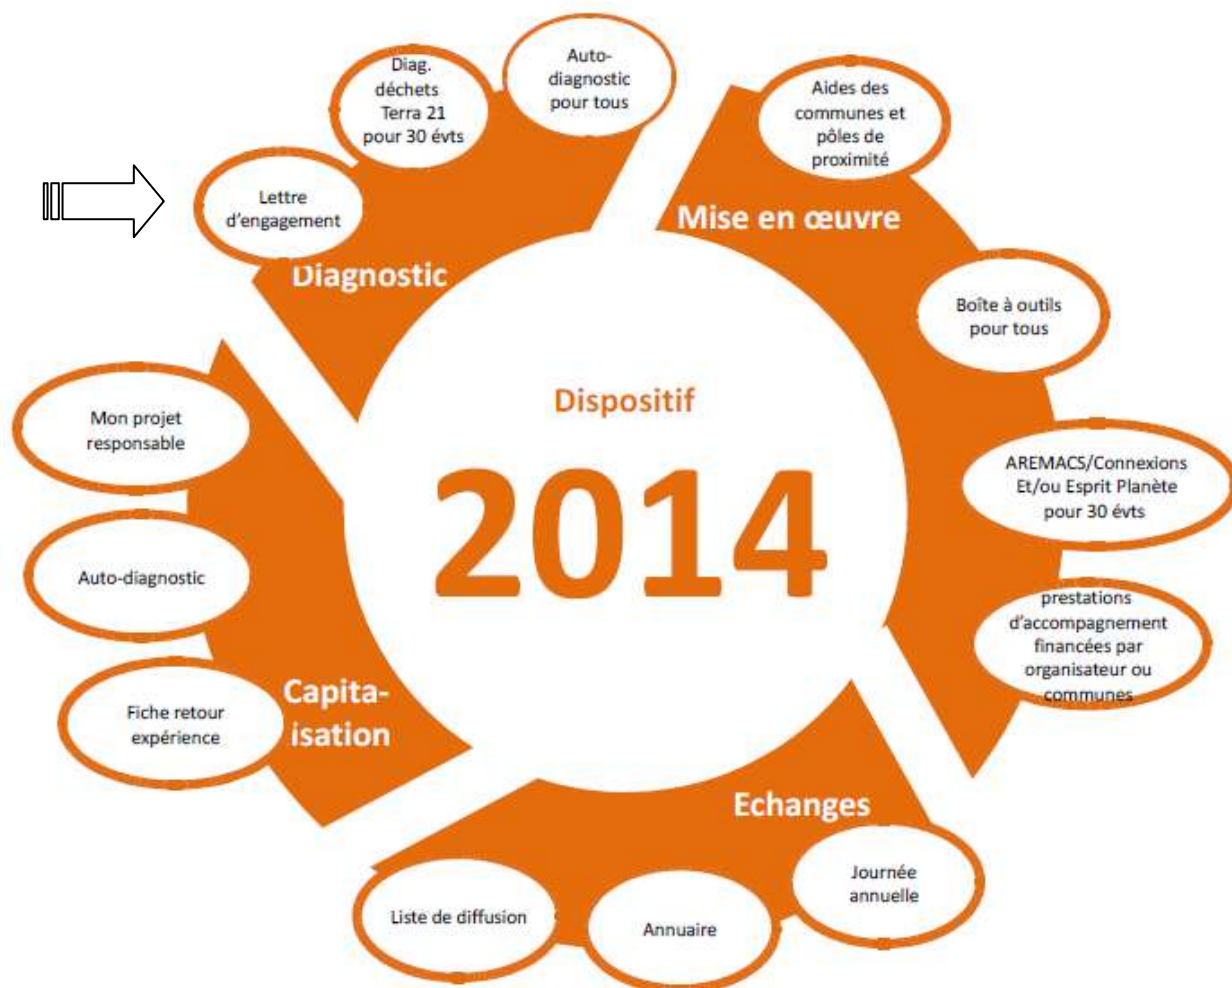 Lettre
d'engagement
Diag.
déchets
Terra 21
pour 30 évts
Auto-
diagnostic
pour tous
Diagnostic
Aides des
communes et
pôles de
proximité
Mise en œuvre
Boîte à outils
pour tous
AREMACS/Connexions
Et/ou Esprit Planète
pour 30 évts
prestations
d'accompagnement
financées par
organisateur ou
communes
Dispositif
2014
Echanges
Journée
annuelle
Annuaire
Liste de diffusion
Capita-
isation
Fiche retour
expérience
Auto-diagnostic
Mon projet
responsable